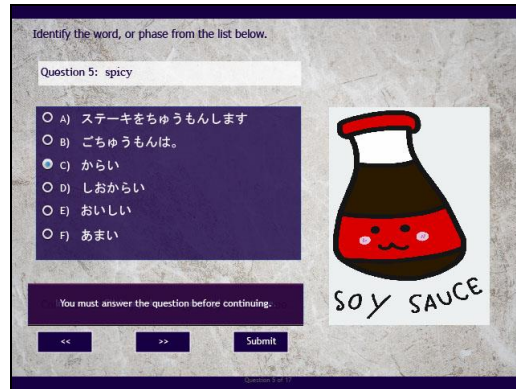 Identify the word, or phase from the list below.
Question 5: spicy
A) ステーキをちゅうもんします
B) ごちゅうもんは。
C) からい
D) しおからい
E) おいしい
F) あまい
You must answer the question before continuing.
SOY SAUCE
<< >> Submit
Question 5 of 17